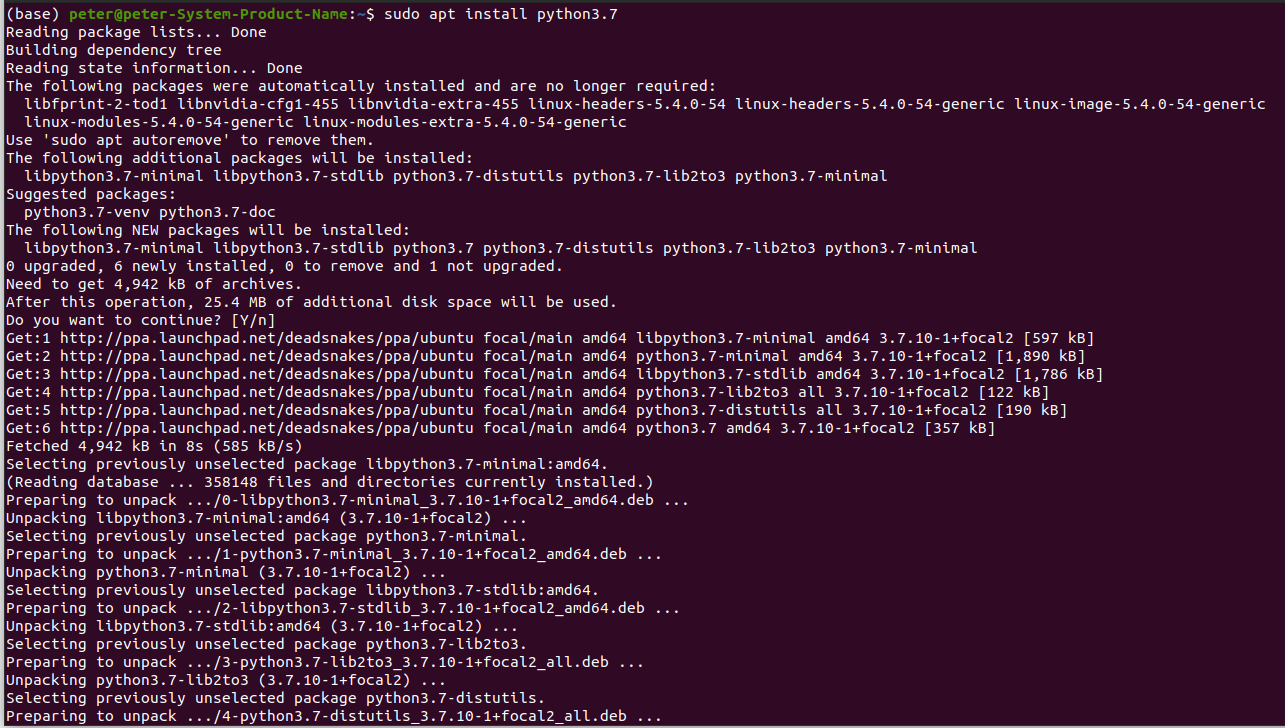 (base) peter@peter-System-Product-Name:~$ sudo apt install python3.7
Reading package lists... Done
Building dependency tree
Reading state information... Done
The following packages were automatically installed and are no longer required:
  libfprint-2-tod1 libnvidia-cfg1-455 libnvidia-extra-455 linux-headers-5.4.0-54 linux-headers-5.4.0-54-generic linux-image-5.4.0-54-generic
  linux-modules-5.4.0-54-generic linux-modules-extra-5.4.0-54-generic
Use 'sudo apt autoremove' to remove them.
The following additional packages will be installed:
  libpython3.7-minimal libpython3.7-stdlib python3.7-distutils python3.7-lib2to3 python3.7-minimal
Suggested packages:
  python3.7-venv python3.7-doc
The following NEW packages will be installed:
  libpython3.7-minimal libpython3.7-stdlib python3.7 python3.7-distutils python3.7-lib2to3 python3.7-minimal
0 upgraded, 6 newly installed, 0 to remove and 1 not upgraded.
Need to get 4,942 kB of archives.
After this operation, 25.4 MB of additional disk space will be used.
Do you want to continue? [Y/n]
Get:1 http://ppa.launchpad.net/deadsnakes/ppa/ubuntu focal/main amd64 libpython3.7-minimal amd64 3.7.10-1+focal2 [597 kB]
Get:2 http://ppa.launchpad.net/deadsnakes/ppa/ubuntu focal/main amd64 python3.7-minimal amd64 3.7.10-1+focal2 [1,890 kB]
Get:3 http://ppa.launchpad.net/deadsnakes/ppa/ubuntu focal/main amd64 libpython3.7-stdlib amd64 3.7.10-1+focal2 [1,786 kB]
Get:4 http://ppa.launchpad.net/deadsnakes/ppa/ubuntu focal/main amd64 python3.7-lib2to3 all 3.7.10-1+focal2 [122 kB]
Get:5 http://ppa.launchpad.net/deadsnakes/ppa/ubuntu focal/main amd64 python3.7-distutils all 3.7.10-1+focal2 [190 kB]
Get:6 http://ppa.launchpad.net/deadsnakes/ppa/ubuntu focal/main amd64 python3.7 amd64 3.7.10-1+focal2 [357 kB]
Fetched 4,942 kB in 8s (585 kB/s)
Selecting previously unselected package libpython3.7-minimal:amd64.
(Reading database ... 358148 files and directories currently installed.)
Preparing to unpack .../0-libpython3.7-minimal_3.7.10-1+focal2_amd64.deb ...
Unpacking libpython3.7-minimal:amd64 (3.7.10-1+focal2) ...
Selecting previously unselected package python3.7-minimal.
Preparing to unpack .../1-python3.7-minimal_3.7.10-1+focal2_amd64.deb ...
Unpacking python3.7-minimal (3.7.10-1+focal2) ...
Selecting previously unselected package libpython3.7-stdlib:amd64.
Preparing to unpack .../2-libpython3.7-stdlib_3.7.10-1+focal2_amd64.deb ...
Unpacking libpython3.7-stdlib:amd64 (3.7.10-1+focal2) ...
Selecting previously unselected package python3.7-lib2to3.
Preparing to unpack .../3-python3.7-lib2to3_3.7.10-1+focal2_all.deb ...
Unpacking python3.7-lib2to3 (3.7.10-1+focal2) ...
Selecting previously unselected package python3.7-distutils.
Preparing to unpack .../4-python3.7-distutils_3.7.10-1+focal2_all.deb ...